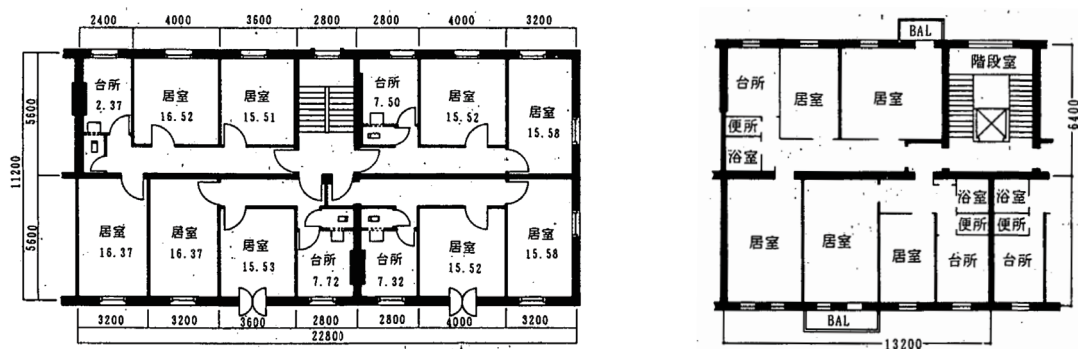 2400 4000 3500 2800 2800 4000 3200
5600
5600
11200
台所
2.37
居室
16.52
居室
15.51
台所
7.50
居室
15.52
居室
15.58
居室
16.37
居室
16.37
居室
15.53
台所
7.72
台所
7.32
居室
15.52
居室
15.58
3200 3200 3600 2800 2800 4000 3200
22800
BAL
階段室
台所
居室
居室
便所
浴室
6400
居室
居室
居室
浴室
便所
台所
浴室
便所
台所
BAL
13200